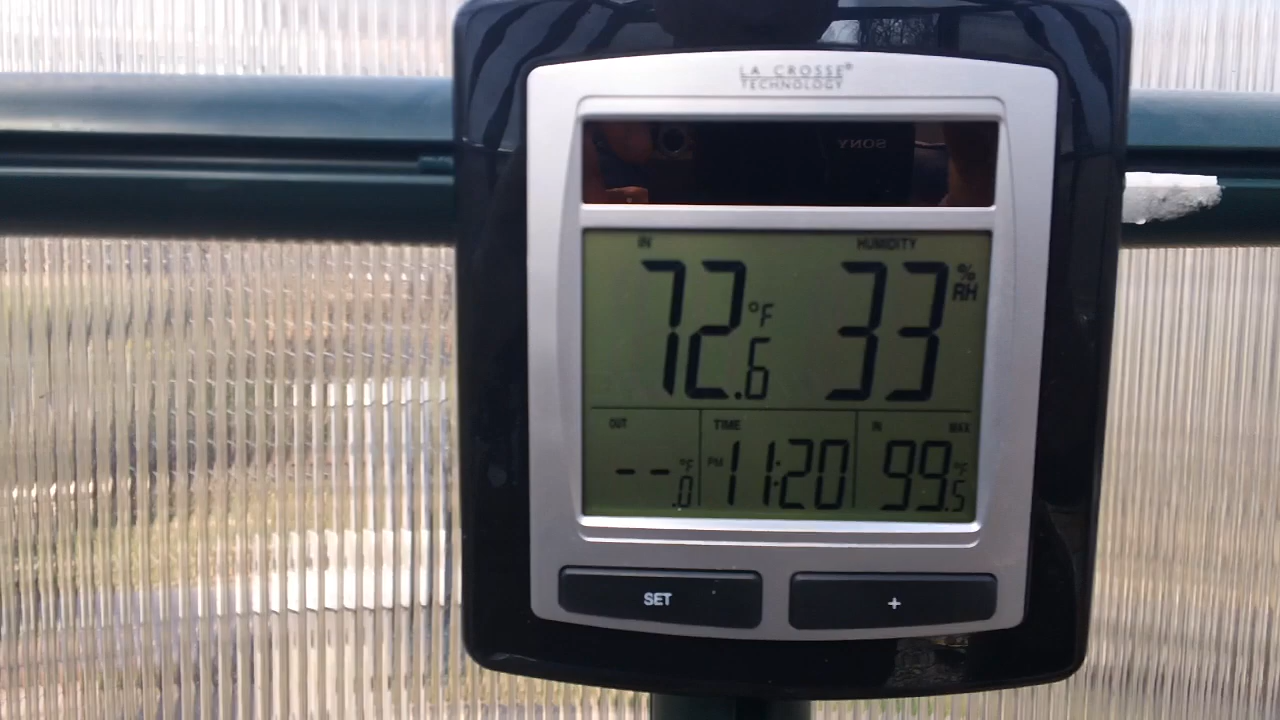 LA CROSSE®
TECHNOLOGY
SONY
IN HUMIDITY
72.6 °F 33 % RH
OUT TIME IN MAX
--.0 °F PM 11:20 99.5 °F
SET +